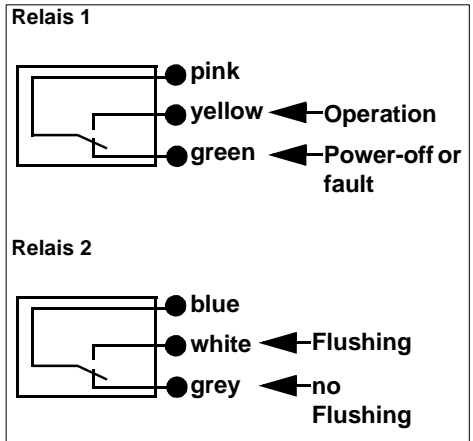 Relais 1
pink
yellow Operation
green Power-off or
fault
Relais 2
blue
white Flushing
grey no
Flushing